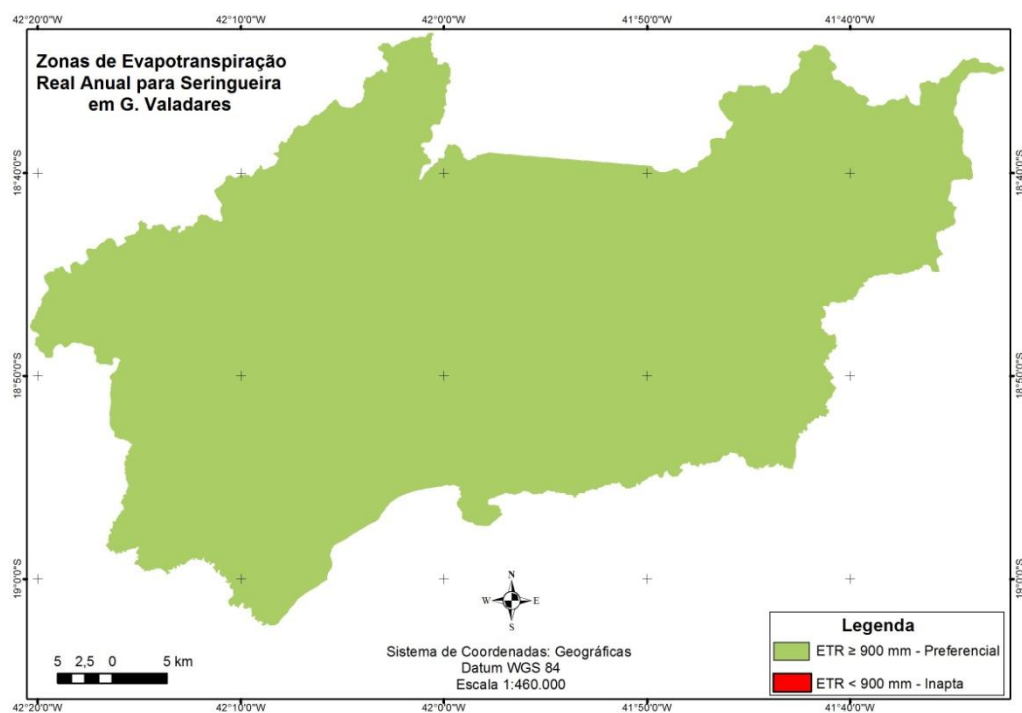 42°20'0"W 42°10'0"W 42°0'0"W 41°50'0"W 41°40'0"W
Zonas de Evapotranspiração
Real Anual para Seringueira
em G. Valadares
18°40'0"S 18°40'0"S
18°50'0"S 18°50'0"S
19°0'0"S 19°0'0"S
N
W E
S
Sistema de Coordenadas: Geográficas
Datum WGS 84
Escala 1:460.000
5 2,5 0 5 km
Legenda
ETR ≥ 900 mm - Preferencial
ETR < 900 mm - Inapta
42°20'0"W 42°10'0"W 42°0'0"W 41°50'0"W 41°40'0"W